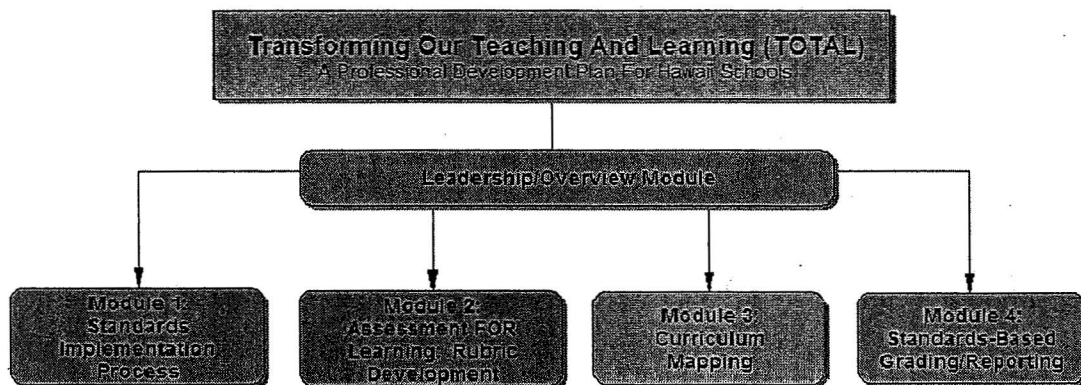 Transforming Our Teaching And Learning (TOTAL)
A Professional Development Plan For Hawaii Schools
Leadership/Overview Module
Module 1:
Standards
Implementation
Process
Module 2:
Assessment FOR
Learning: Rubric
Development
Module 3:
Curriculum
Mapping
Module 4:
Standards-Based
Grading/Reporting